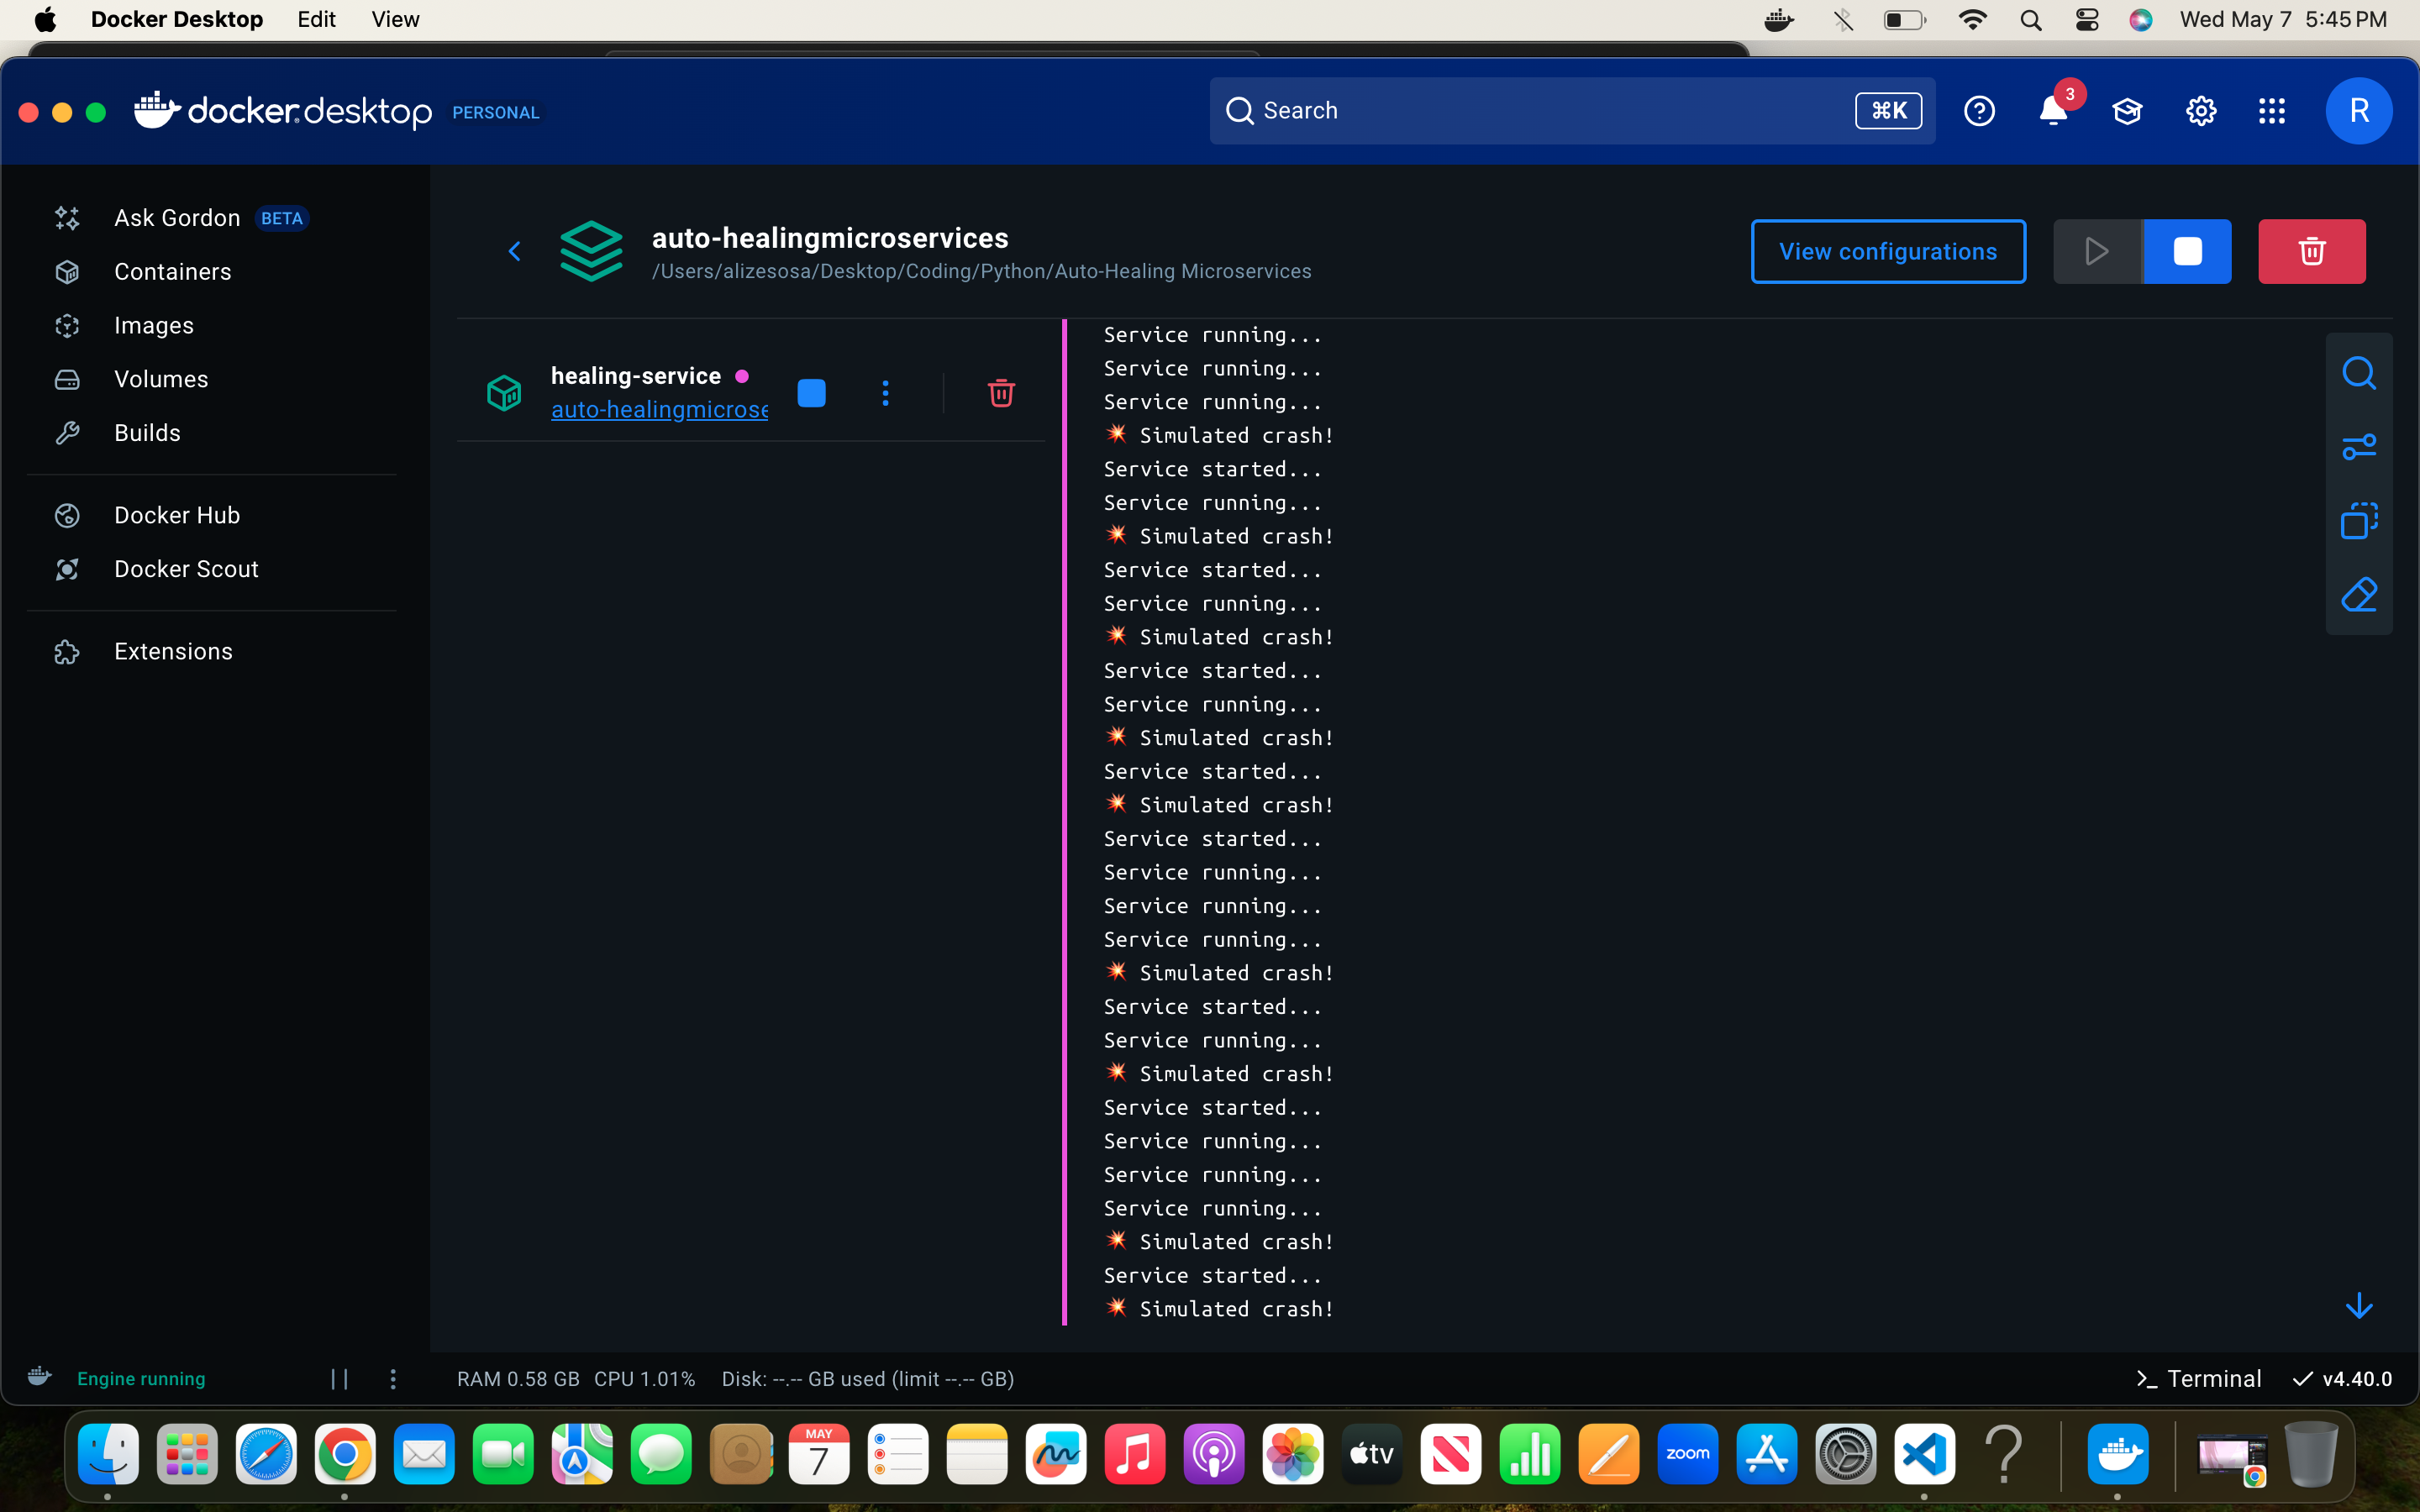 Docker Desktop Edit View Wed May 7 5:45 PM
docker.desktop PERSONAL Search ⌘K 3 R
Ask Gordon BETA
Containers
Images
Volumes
Builds
Docker Hub
Docker Scout
Extensions
auto-healingmicroservices
/Users/alizesosa/Desktop/Coding/Python/Auto-Healing Microservices
View configurations
healing-service
auto-healingmicrose
Service running...
Service running...
Service running...
💥 Simulated crash!
Service started...
Service running...
💥 Simulated crash!
Service started...
Service running...
💥 Simulated crash!
Service started...
Service running...
💥 Simulated crash!
Service started...
💥 Simulated crash!
Service started...
Service running...
Service running...
Service running...
💥 Simulated crash!
Service started...
Service running...
💥 Simulated crash!
Service started...
Service running...
Service running...
Service running...
💥 Simulated crash!
Service started...
💥 Simulated crash!
Engine running RAM 0.58 GB CPU 1.01% Disk: --.-- GB used (limit --.-- GB) Terminal v4.40.0
MAY
7
tv
zoom